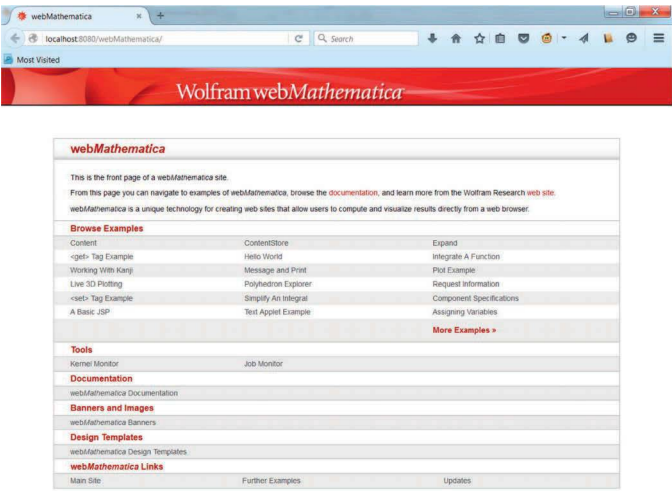 webMathematica
localhost:8080/webMathematica/
Search
Most Visited
Wolfram webMathematica
webMathematica
This is the front page of a webMathematica site.
From this page you can navigate to examples of webMathematica, browse the documentation, and learn more from the Wolfram Research web site.
webMathematica is a unique technology for creating web sites that allow users to compute and visualize results directly from a web browser.
Browse Examples
Content ContentStore Expand
<get> Tag Example Hello World Integrate A Function
Working With Kanji Message and Print Plot Example
Live 3D Plotting Polyhedron Explorer Request Information
<set> Tag Example Simplify An Integral Component Specifications
A Basic JSP Text Applet Example Assigning Variables
More Examples »
Tools
Kernel Monitor Job Monitor
Documentation
webMathematica Documentation
Banners and Images
webMathematica Banners
Design Templates
webMathematica Design Templates
webMathematica Links
Main Site Further Examples Updates